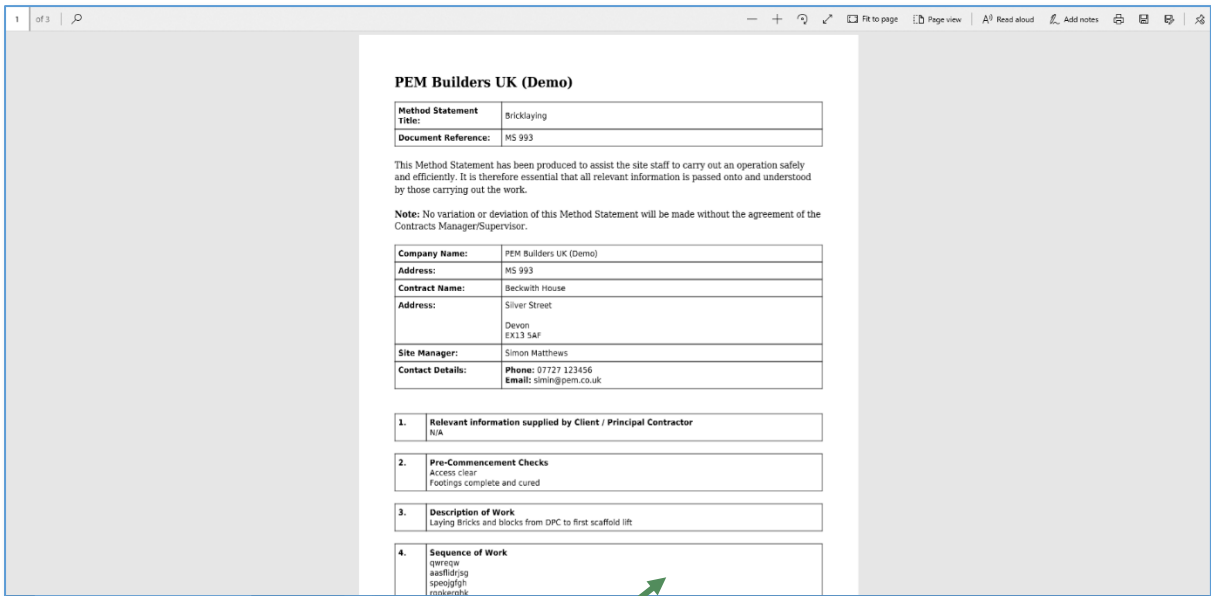 1 of 3 Fit to page Page view Read aloud Add notes
PEM Builders UK (Demo)
Method Statement Title: Bricklaying
Document Reference: MS 993
This Method Statement has been produced to assist the site staff to carry out an operation safely
and efficiently. It is therefore essential that all relevant information is passed onto and understood
by those carrying out the work.
Note: No variation or deviation of this Method Statement will be made without the agreement of the
Contracts Manager/Supervisor.
Company Name: PEM Builders UK (Demo)
Address: MS 993
Contract Name: Beckwith House
Address: Silver Street
Devon
EX13 5AF
Site Manager: Simon Matthews
Contact Details: Phone: 07727 123456
Email: simin@pem.co.uk
1. Relevant information supplied by Client / Principal Contractor
N/A
2. Pre-Commencement Checks
Access clear
Footings complete and cured
3. Description of Work
Laying Bricks and blocks from DPC to first scaffold lift
4. Sequence of Work
qwreqw
aasflidrjsg
speojgfgh